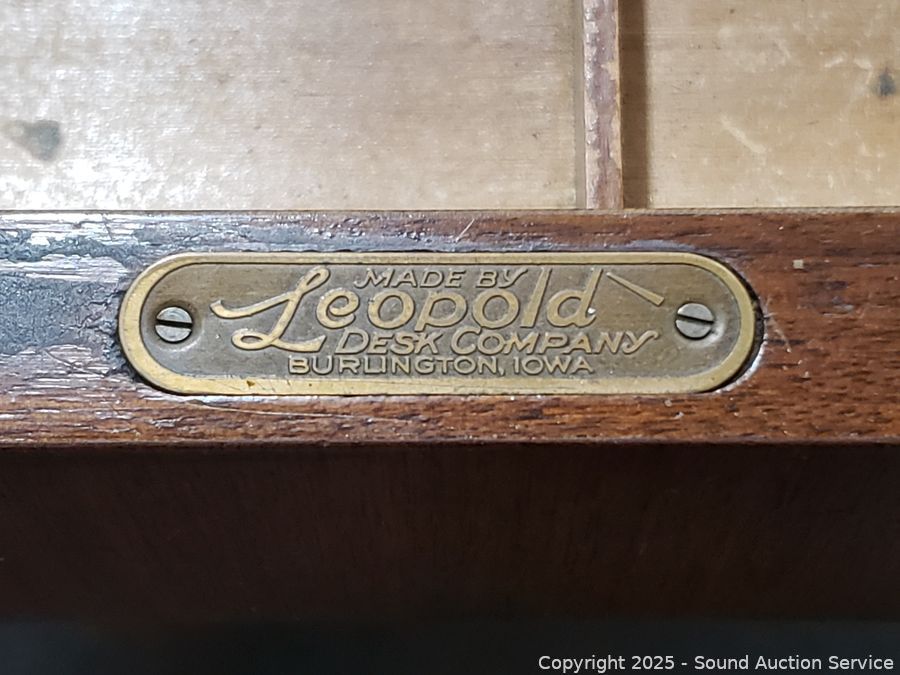 MADE BY
Leopold
DESK COMPANY
BURLINGTON, IOWA
Copyright 2025 - Sound Auction Service